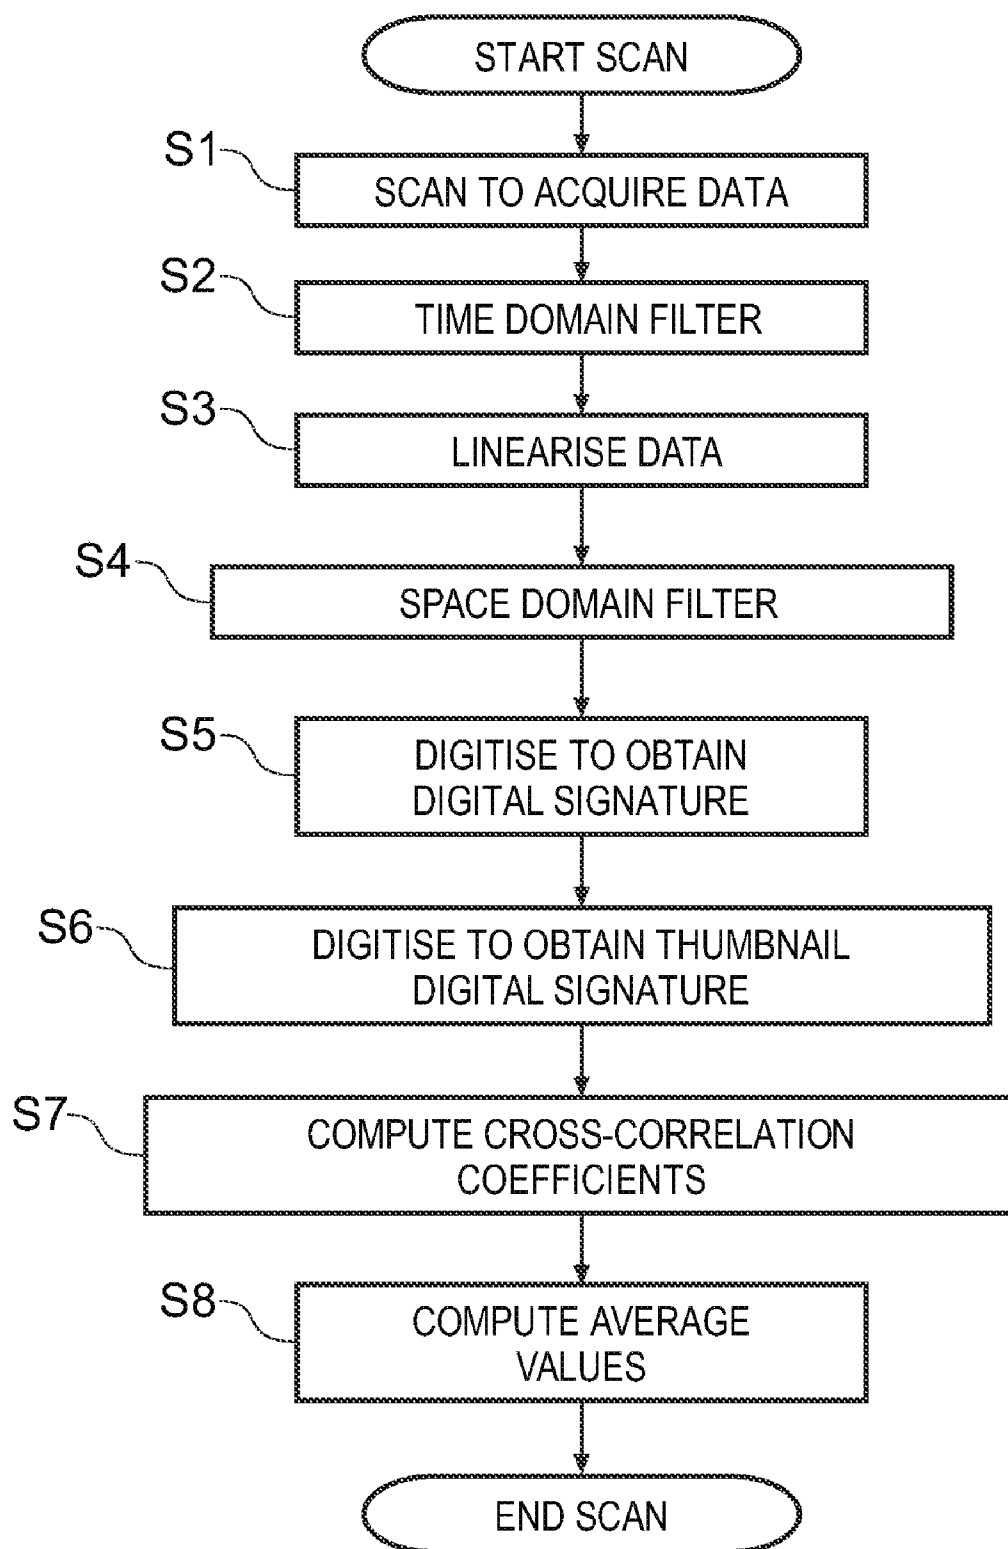 START SCAN
S1
SCAN TO ACQUIRE DATA
S2
TIME DOMAIN FILTER
S3
LINEARISE DATA
S4
SPACE DOMAIN FILTER
S5
DIGITISE TO OBTAIN
DIGITAL SIGNATURE
S6
DIGITISE TO OBTAIN THUMBNAIL
DIGITAL SIGNATURE
S7
COMPUTE CROSS-CORRELATION
COEFFICIENTS
S8
COMPUTE AVERAGE
VALUES
END SCAN